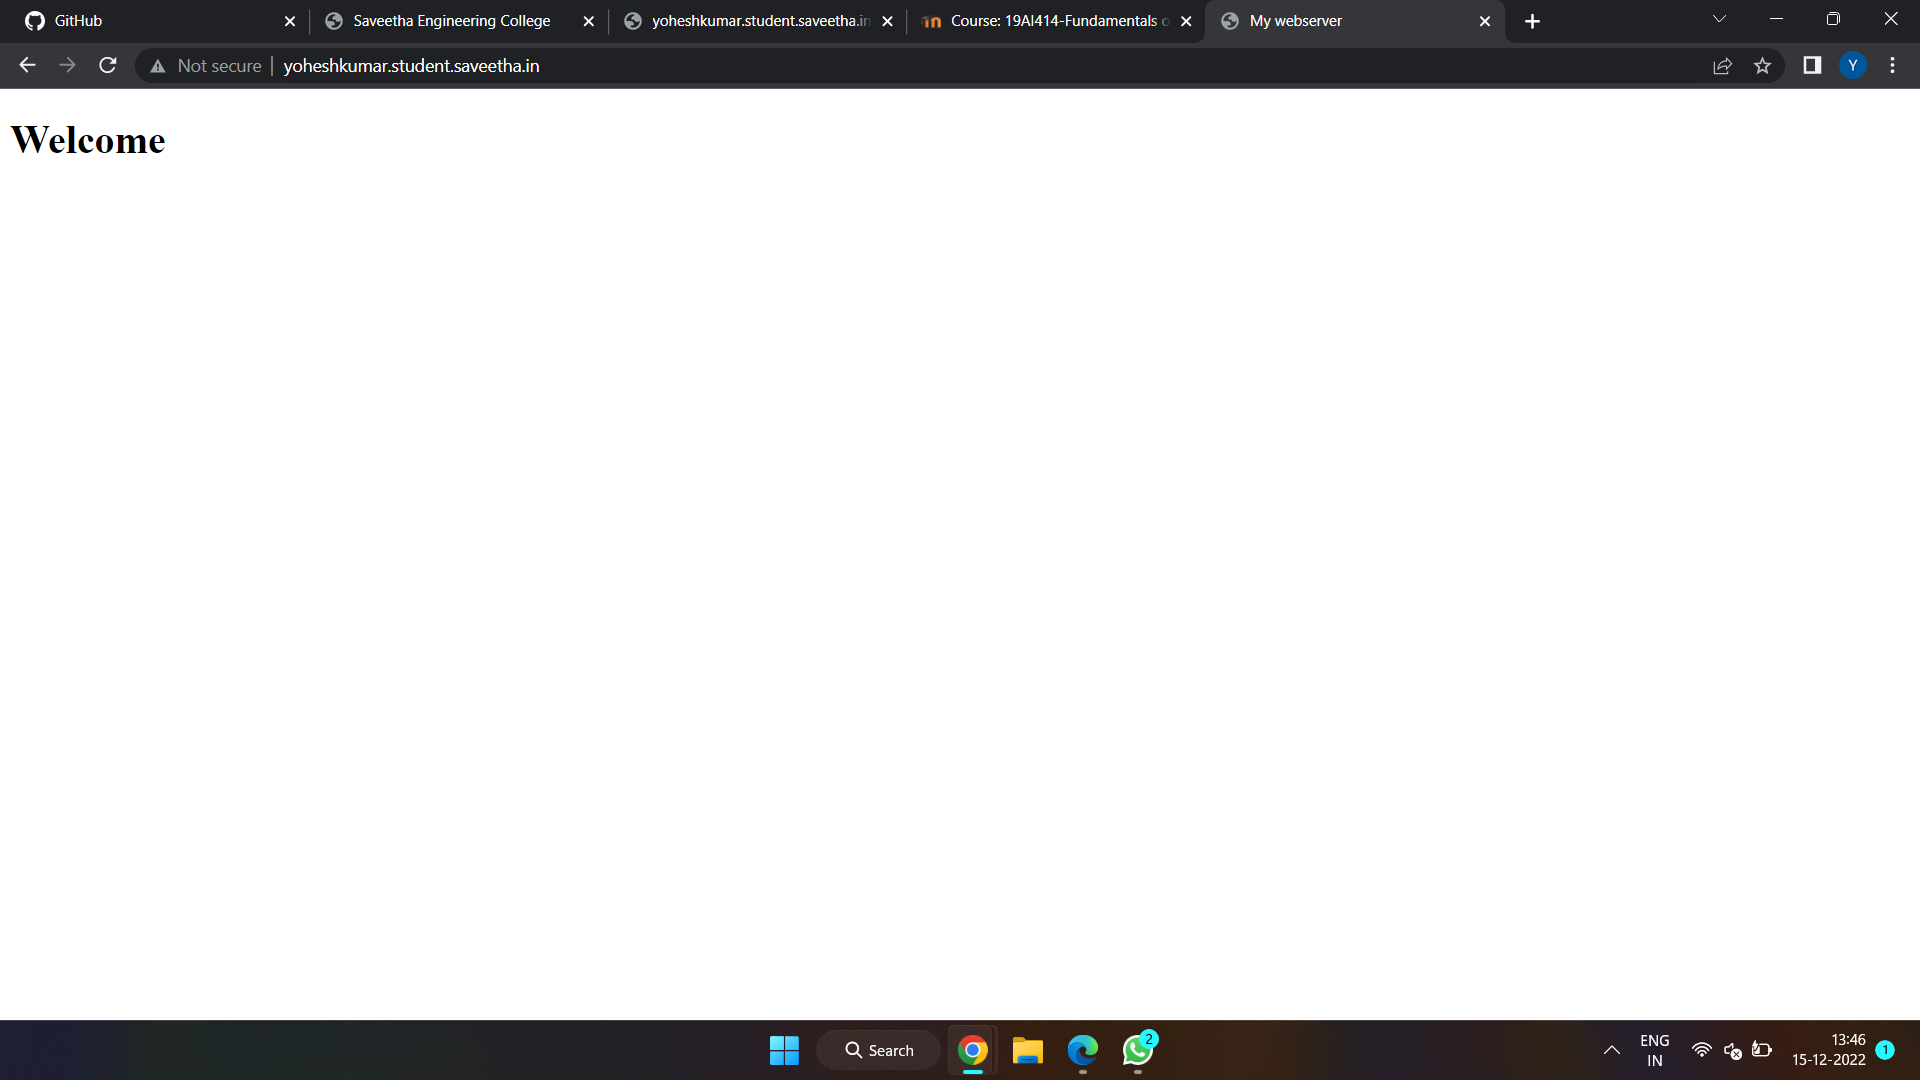 GitHub
Saveetha Engineering College
yoheshkumar.student.saveetha.in
Course: 19AI414-Fundamentals o
My webserver
Not secure
yoheshkumar.student.saveetha.in
Y
Welcome
Search
2
ENG
IN
13:46
15-12-2022
1